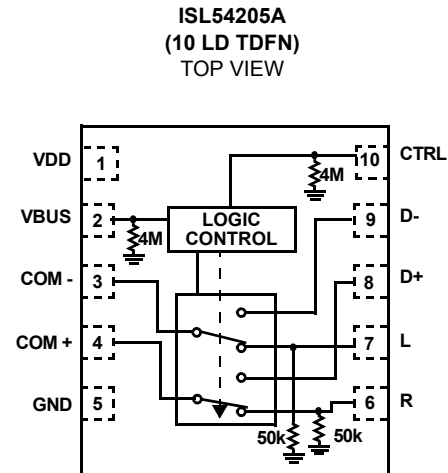 ISL54205A
(10 LD TDFN)
TOP VIEW
VDD 1
10 CTRL
4M
VBUS 2
4M
LOGIC
CONTROL
9 D-
COM - 3
8 D+
COM + 4
7 L
GND 5
6 R
50k
50k